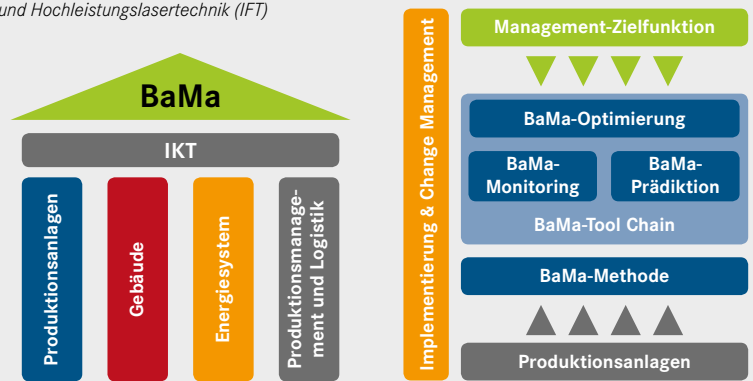 und Hochleistungslasertechnik (IFT)
BaMa
IKT
Produktionsanlagen
Gebäude
Energiesystem
Produktionsmanage-
ment und Logistik
Implementierung & Change Management
Management-Zielfunktion
BaMa-Optimierung
BaMa-
Monitoring
BaMa-
Prädiktion
BaMa-Tool Chain
BaMa-Methode
Produktionsanlagen